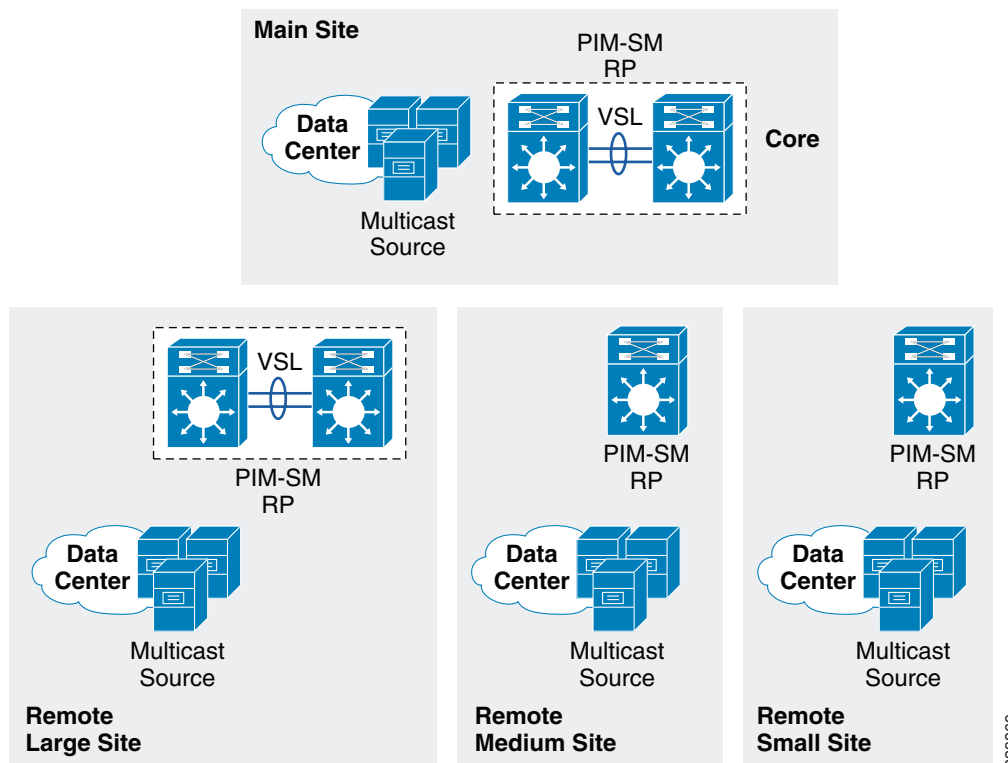 Main Site
PIM-SM
RP
VSL
Data
Center
Core
Multicast
Source
VSL
PIM-SM
RP
Data
Center
Multicast
Source
Remote
Large Site
PIM-SM
RP
Data
Center
Multicast
Source
Remote
Medium Site
PIM-SM
RP
Data
Center
Multicast
Source
Remote
Small Site